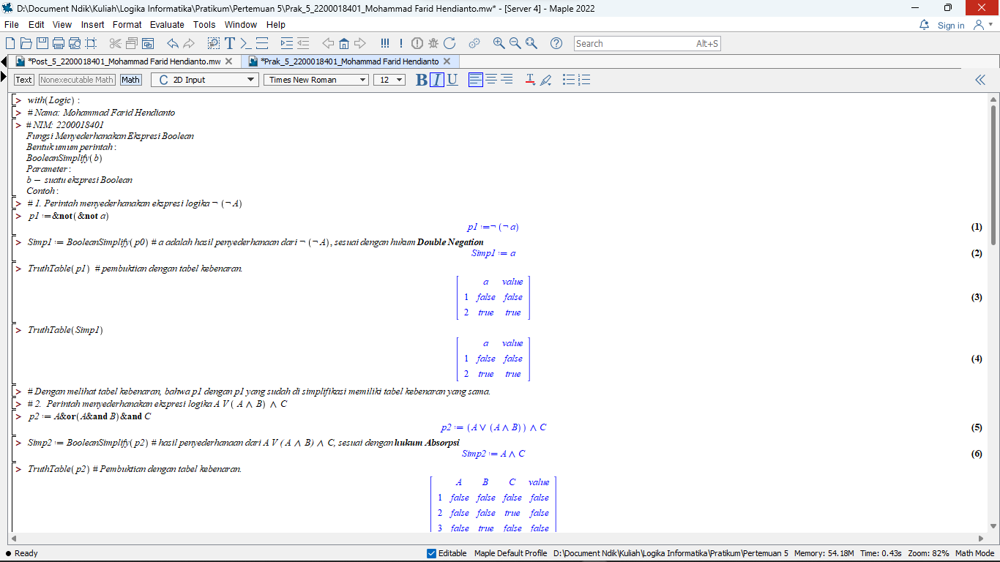 D:\Document Ndik\Kuliah\Logika Informatika\Pratikum\Pertemuan 5\Prak_5_2200018401_Mohammad Farid Hendianto.mw* - [Server 4] - Maple 2022
File Edit View Insert Format Evaluate Tools Window Help
Sign in
Search Alt+S
*Post_5_2200018401_Mohammad Farid Hendianto.mw
*Prak_5_2200018401_Mohammad Farid Hendianto
Text Nonexecutable Math Math C 2D Input Times New Roman 12 B I U
> with(Logic) :
> # Nama: Mohammad Farid Hendianto
> # NIM: 2200018401
Fungsi Menyederhanakan Ekspresi Boolean
Bentuk umum perintah :
BooleanSimplify(b)
Parameter :
b − suatu ekspresi Boolean
Contoh :
> # 1. Perintah menyederhanakan ekspresi logika ¬ (¬ A)
> p1 := &not(&not a)
p1 := ¬ (¬ a) (1)
> Simp1 := BooleanSimplify(p0) # a adalah hasil penyederhanaan dari ¬ (¬ A), sesuai dengan hukum Double Negation
Simp1 := a (2)
> TruthTable(p1) # pembuktian dengan tabel kebenaran.
a value
1 false false
(3)
2 true true
> TruthTable(Simp1)
a value
1 false false
(4)
2 true true
> # Dengan melihat tabel kebenaran, bahwa p1 dengan p1 yang sudah di simplifikasi memiliki tabel kebenaran yang sama.
> # 2. Perintah menyederhanakan ekspresi logika A V ( A ∧ B) ∧ C
> p2 := A&or(A&and B)&and C
p2 := (A ∨ (A ∧ B)) ∧ C (5)
> Simp2 := BooleanSimplify(p2) # hasil penyederhanaan dari A V ( A ∧ B) ∧ C, sesuai dengan hukum Absorpsi
Simp2 := A ∧ C (6)
> TruthTable(p2) # Pembuktian dengan tabel kebenaran.
A B C value
1 false false false false
2 false false true false
3 false true false false
Ready
Editable Maple Default Profile D:\Document Ndik\Kuliah\Logika Informatika\Pratikum\Pertemuan 5 Memory: 54.18M Time: 0.43s Zoom: 82% Math Mode